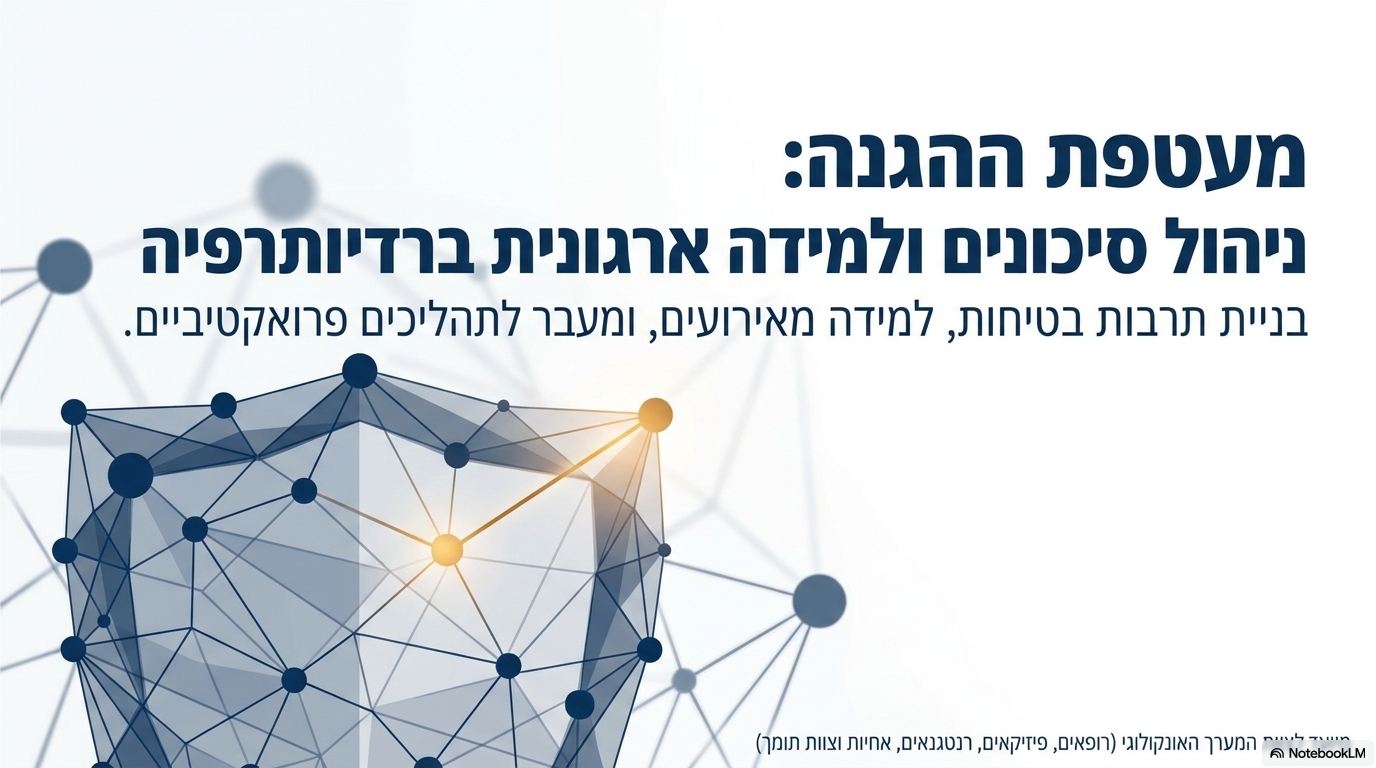 מעטפת ההגנה:
ניהול סיכונים ולמידה ארגונית ברדיותרפיה
בניית תרבות בטיחות, למידה מאירועים, ומעבר לתהליכים פרואקטיביים.
המערך האונקולוגי (רופאים, פיזיקאים, רנטגנאים, אחיות וצוות תומך)
NotebookLM